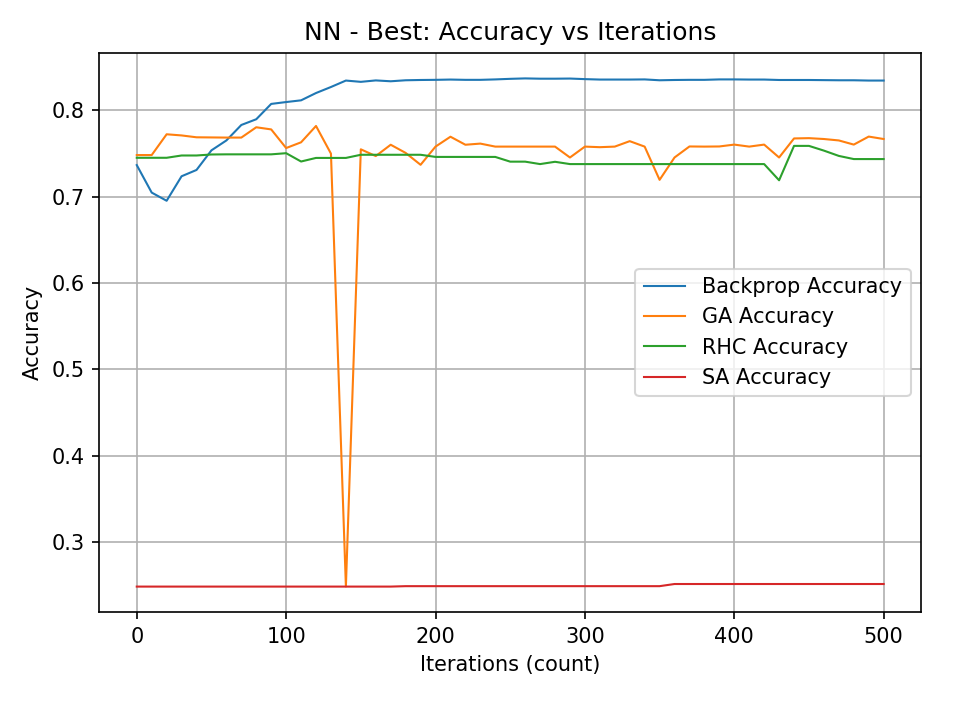 NN - Best: Accuracy vs Iterations
Accuracy
0.8
0.7
0.6
0.5
0.4
0.3
Backprop Accuracy
GA Accuracy
RHC Accuracy
SA Accuracy
0 100 200 300 400 500
Iterations (count)